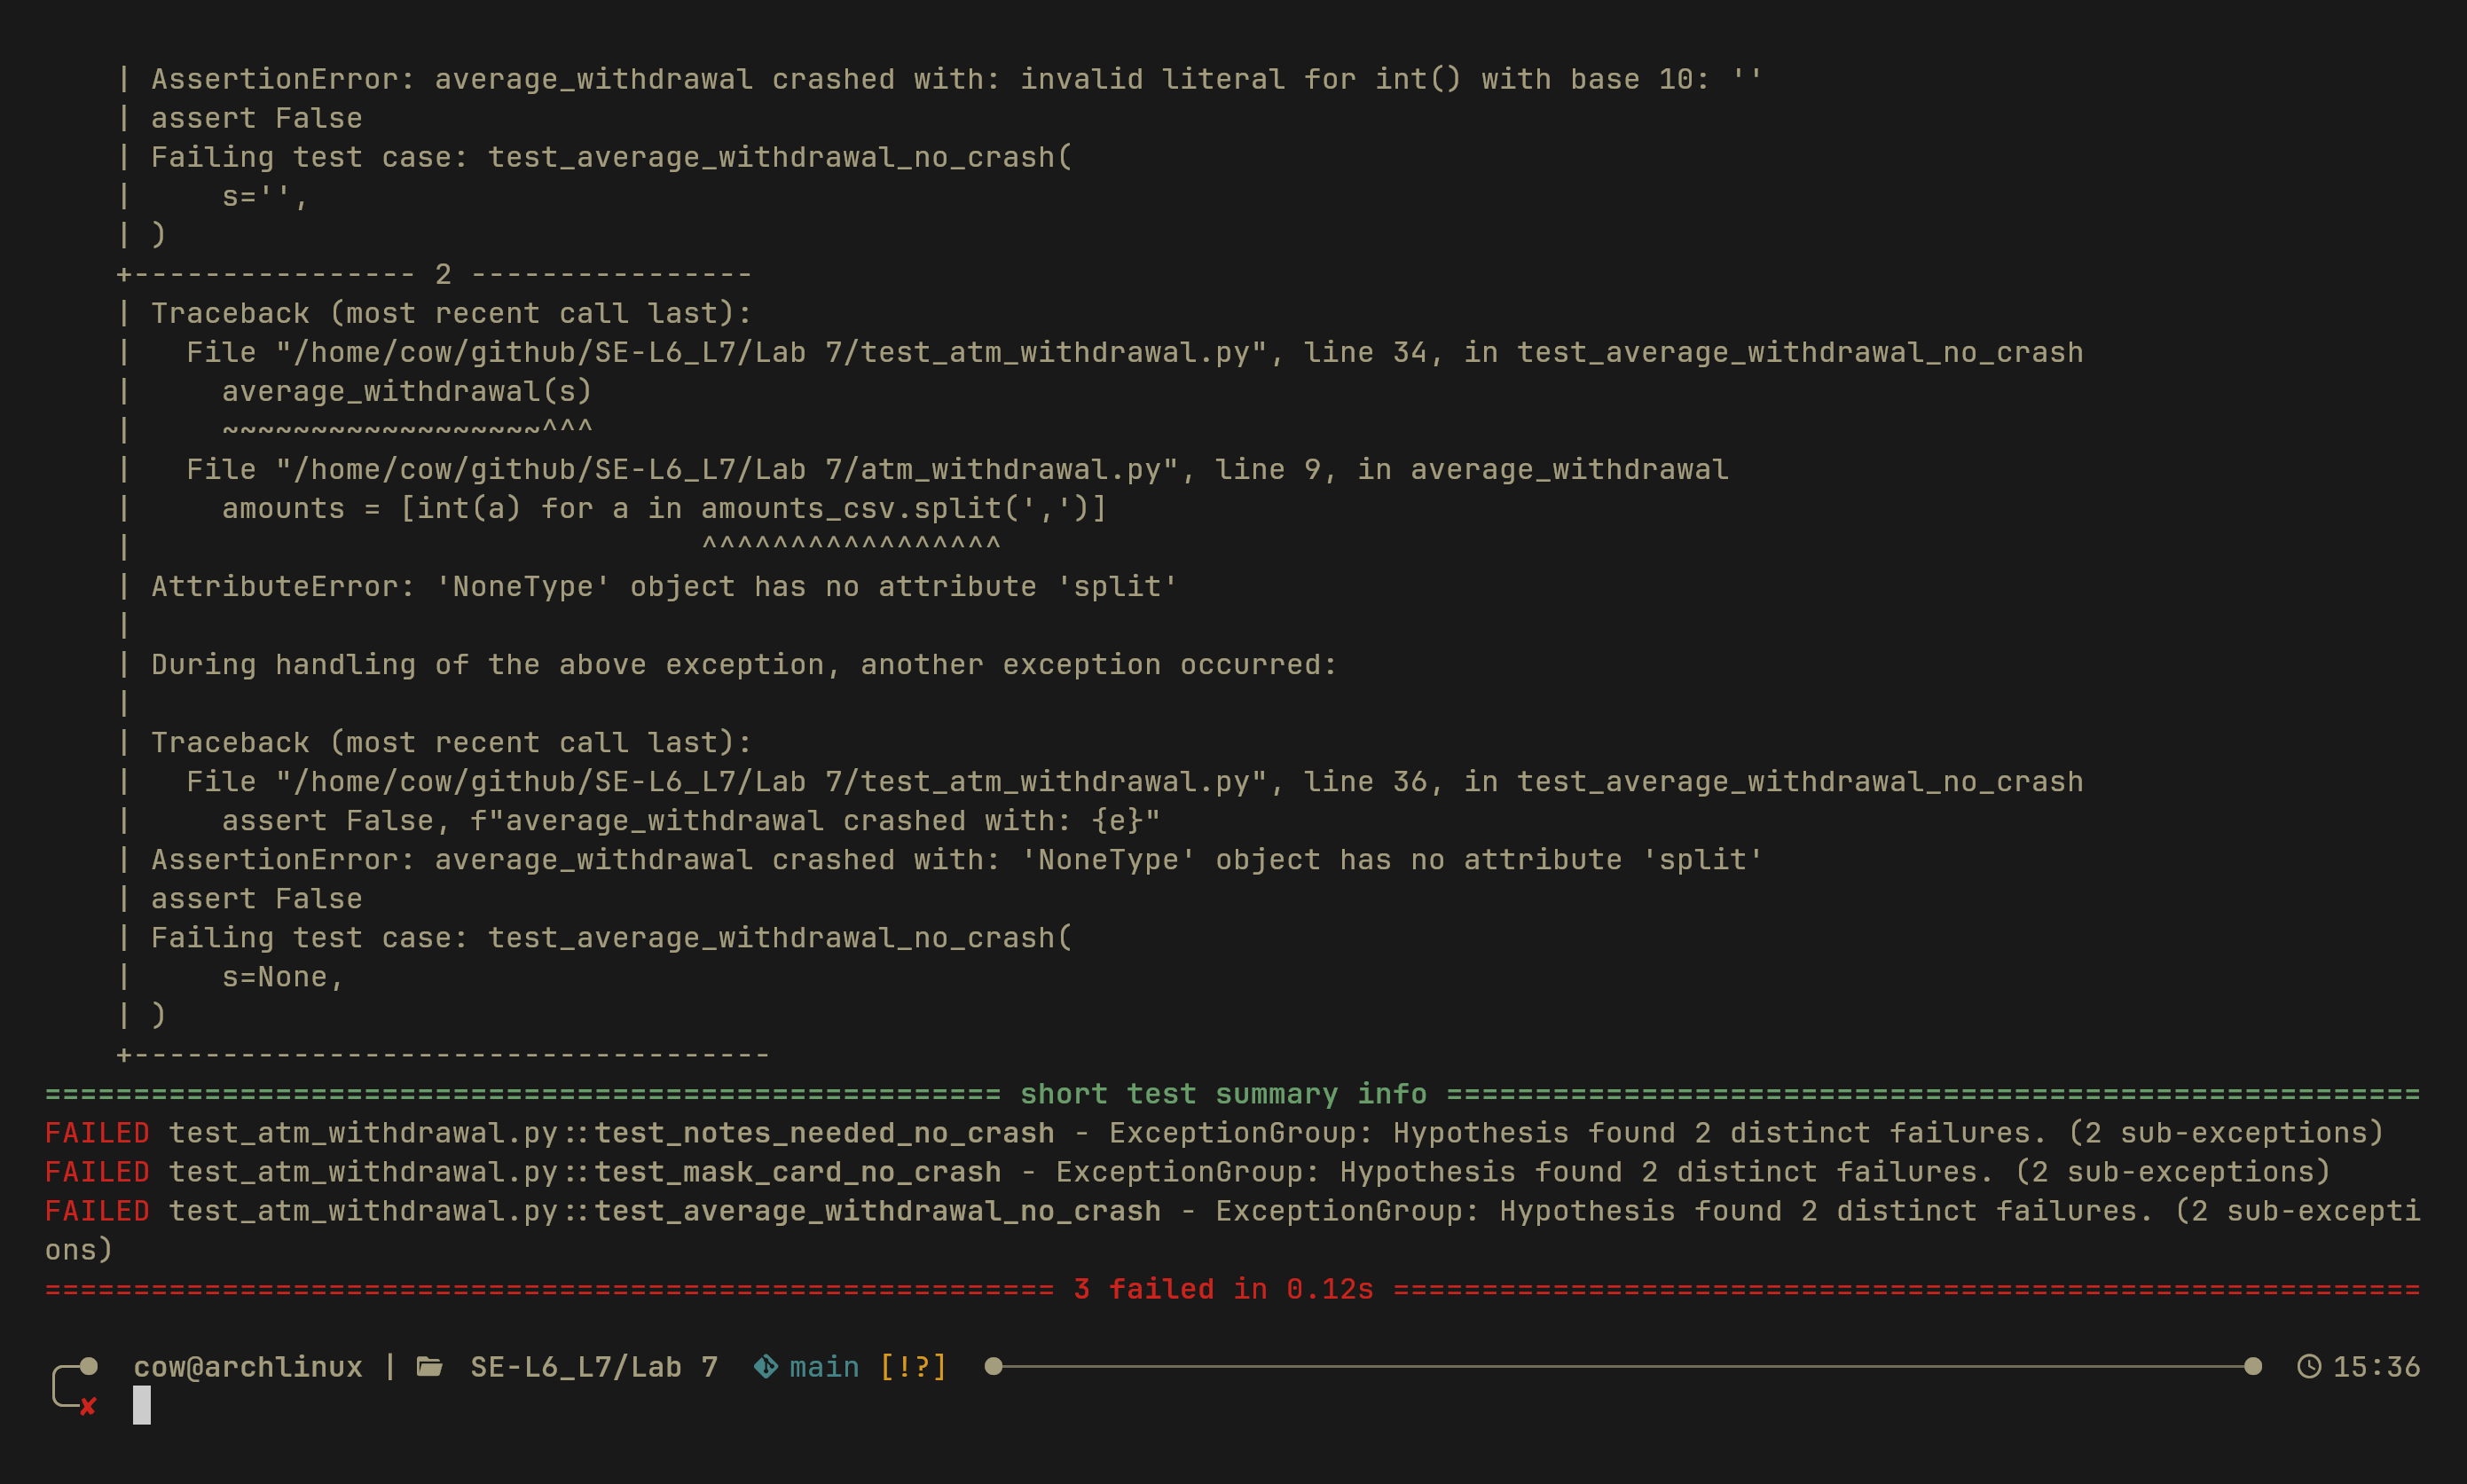 | AssertionError: average_withdrawal crashed with: invalid literal for int() with base 10: ''
| assert False
| Failing test case: test_average_withdrawal_no_crash(
|     s='',
| )
+---------------- 2 ----------------
| Traceback (most recent call last):
|   File "/home/cow/github/SE-L6_L7/Lab 7/test_atm_withdrawal.py", line 34, in test_average_withdrawal_no_crash
|     average_withdrawal(s)
|     ~~~~~~~~~~~~~~~~~~^^^
|   File "/home/cow/github/SE-L6_L7/Lab 7/atm_withdrawal.py", line 9, in average_withdrawal
|     amounts = [int(a) for a in amounts_csv.split(',')]
|                                ^^^^^^^^^^^^^^^^^
| AttributeError: 'NoneType' object has no attribute 'split'
|
| During handling of the above exception, another exception occurred:
|
| Traceback (most recent call last):
|   File "/home/cow/github/SE-L6_L7/Lab 7/test_atm_withdrawal.py", line 36, in test_average_withdrawal_no_crash
|     assert False, f"average_withdrawal crashed with: {e}"
| AssertionError: average_withdrawal crashed with: 'NoneType' object has no attribute 'split'
| assert False
| Failing test case: test_average_withdrawal_no_crash(
|     s=None,
| )
+------------------------------------
====================================================== short test summary info =======================================================
FAILED test_atm_withdrawal.py::test_notes_needed_no_crash - ExceptionGroup: Hypothesis found 2 distinct failures. (2 sub-exceptions)
FAILED test_atm_withdrawal.py::test_mask_card_no_crash - ExceptionGroup: Hypothesis found 2 distinct failures. (2 sub-exceptions)
FAILED test_atm_withdrawal.py::test_average_withdrawal_no_crash - ExceptionGroup: Hypothesis found 2 distinct failures. (2 sub-excepti
ons)
========================================================= 3 failed in 0.12s ==========================================================
cow@archlinux | SE-L6_L7/Lab 7 main [!?] 15:36
✘